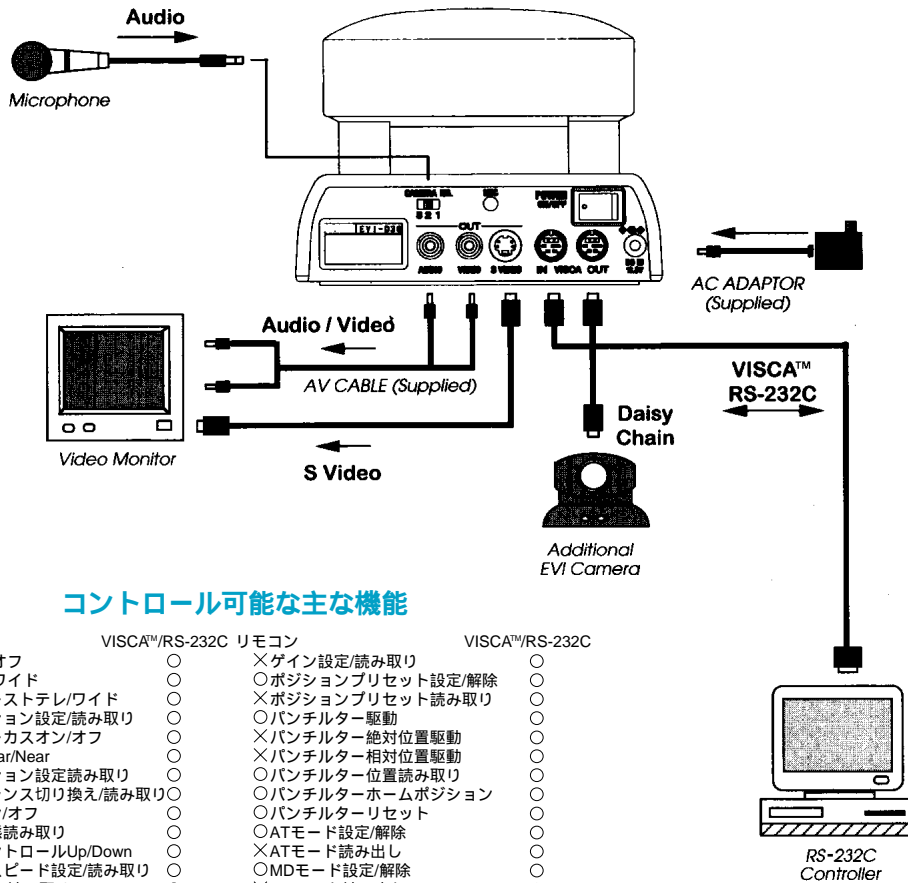 Audio
Microphone
CAMERA NO.
3 2 1
POWER
ON/OFF
OUT
EVI-D30
AUDIO VIDEO S VIDEO IN VISCA OUT
AC ADAPTOR
(Supplied)
Audio / Video
AV CABLE (Supplied)
VISCA™
RS-232C
Daisy
Chain
Video Monitor
S Video
Additional
EVI Camera
コントロール可能な主な機能
VISCA™/RS-232C リモコン VISCA™/RS-232C
オフ ○ ×ゲイン設定/読み取り ○
ワイド ○ ○ポジションプリセット設定/解除 ○
ストテレ/ワイド ○ ×ポジションプリセット読み取り ○
ション設定/読み取り ○ ○パンチルター駆動 ○
カスオン/オフ ○ ×パンチルター絶対位置駆動 ○
ar/Near ○ ×パンチルター相対位置駆動 ○
ション設定読み取り ○ ○パンチルター位置読み取り ○
ランス切り換え/読み取り○ ○パンチルターホームポジション ○
/オフ ○ ○パンチルターリセット ○
読み取り ○ ○ATモード設定/解除 ○
ントロールUp/Down ○ ×ATモード読み出し ○
スピード設定/読み取り ○ ○MDモード設定/解除 ○
RS-232C
Controller